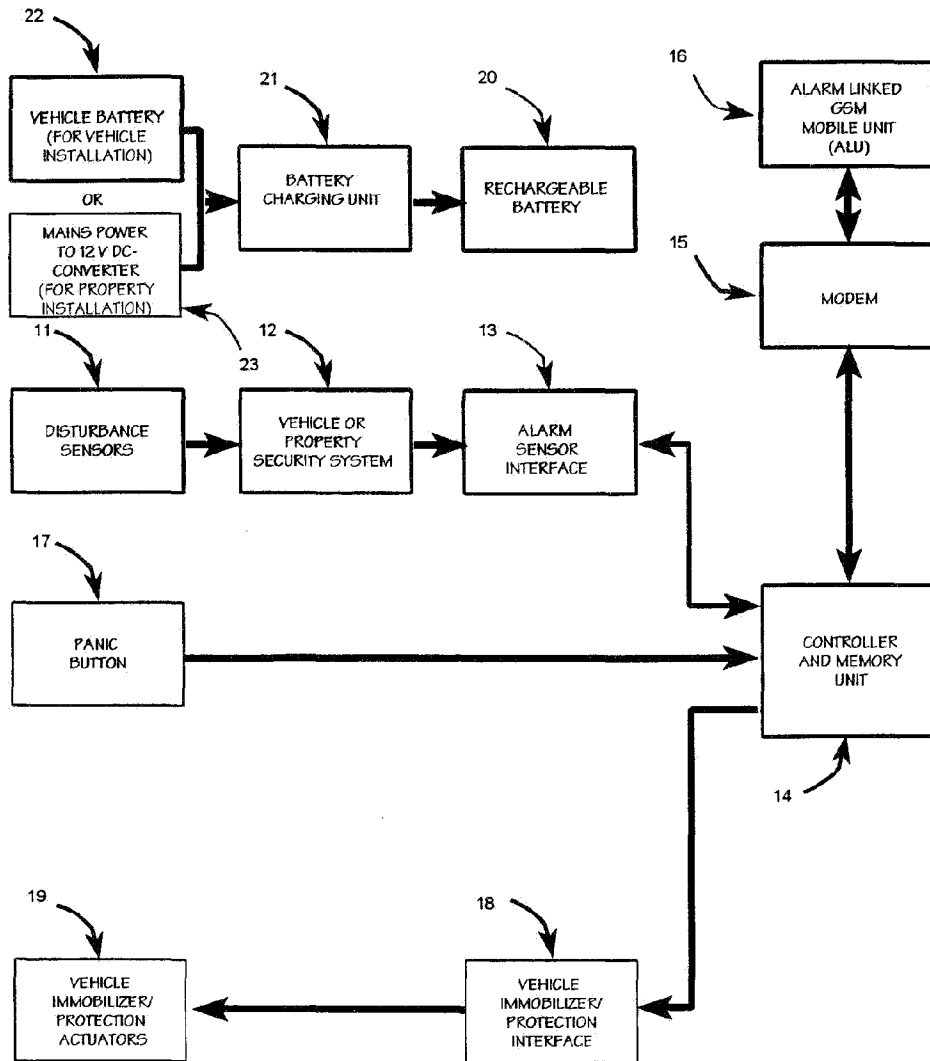 22
VEHICLE BATTERY
(FOR VEHICLE
INSTALLATION)
OR
MAINS POWER
TO 12 V DC-
CONVERTER
(FOR PROPERTY
INSTALLATION)
23
21
BATTERY
CHARGING UNIT
20
RECHARGEABLE
BATTERY
16
ALARM LINKED
GSM
MOBILE UNIT
(ALU)
15
MODEM
11
DISTURBANCE
SENSORS
12
VEHICLE OR
PROPERTY
SECURITY SYSTEM
13
ALARM
SENSOR
INTERFACE
17
PANIC
BUTTON
CONTROLLER
AND MEMORY
UNIT
14
19
VEHICLE
IMMOBILIZER/
PROTECTION
ACTUATORS
18
VEHICLE
IMMOBILIZER/
PROTECTION
INTERFACE